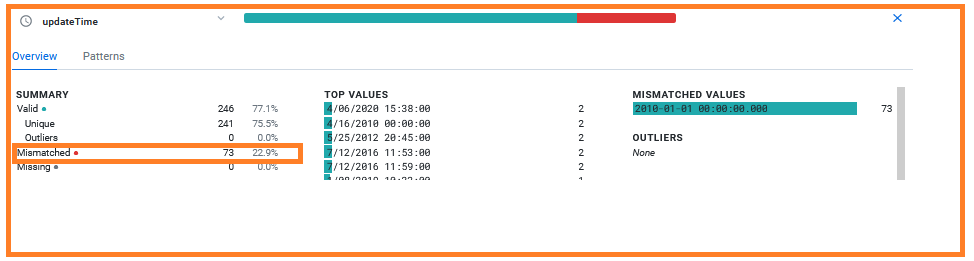 updateTime
Overview Patterns
SUMMARY
Valid 246 77.1%
Unique 241 75.5%
Outliers 0 0.0%
Mismatched 73 22.9%
Missing 0 0.0%
TOP VALUES
4/06/2020 15:38:00 2
4/16/2010 00:00:00 2
5/25/2012 20:45:00 2
7/12/2016 11:53:00 2
7/12/2016 11:59:00 2
MISMATCHED VALUES
2010-01-01 00:00:00.000 73
OUTLIERS
None